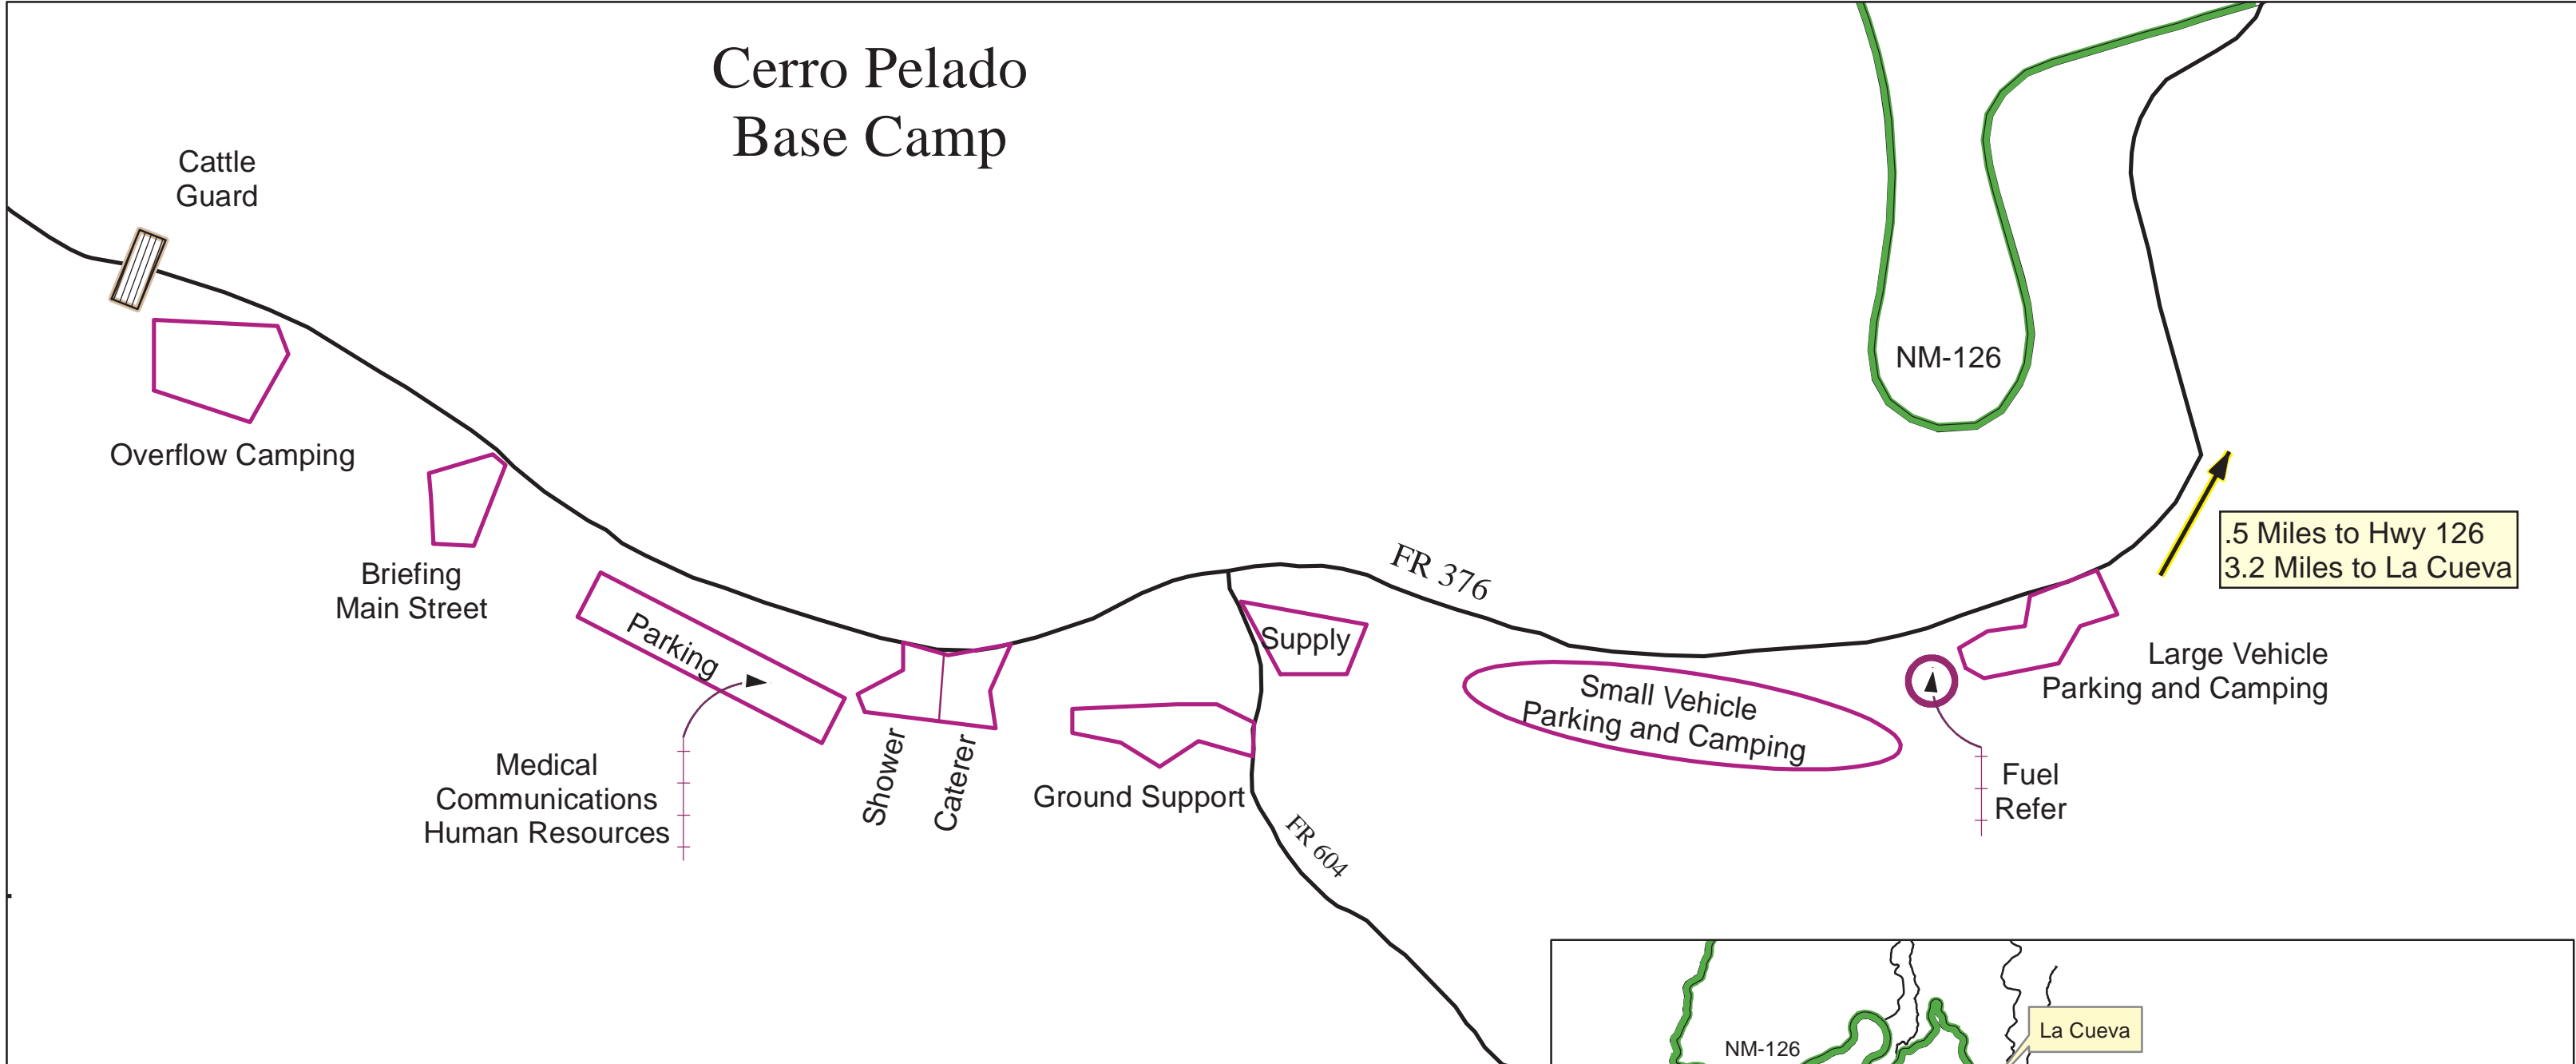 Cerro Pelado
Base Camp
Cattle
Guard
NM-126
Overflow Camping
.5 Miles to Hwy 126
3.2 Miles to La Cueva
FR 376
Briefing
Main Street
Parking
Supply
Large Vehicle
Parking and Camping
Small Vehicle
Parking and Camping
Medical
Communications
Human Resources
Shower
Caterer
Ground Support
Fuel
Refer
FR 604
La Cueva
NM-126